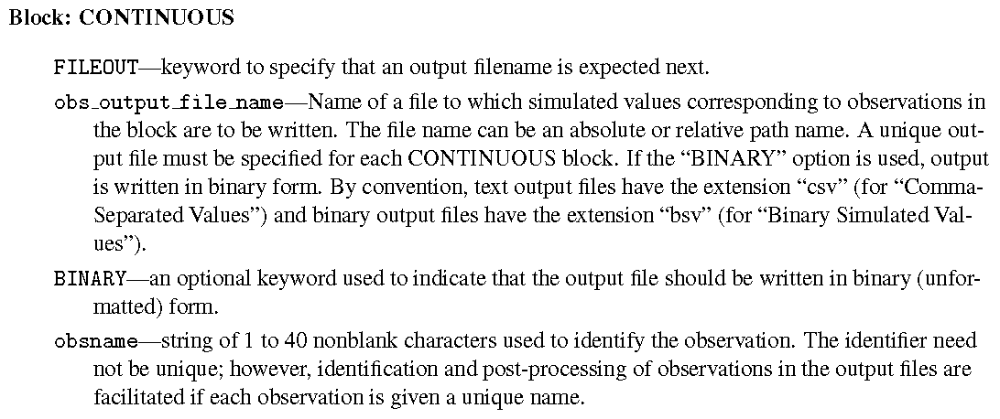 Block: CONTINUOUS
FILEOUT—keyword to specify that an output filename is expected next.
obs_output_file_name—Name of a file to which simulated values corresponding to observations in
the block are to be written. The file name can be an absolute or relative path name. A unique out-
put file must be specified for each CONTINUOUS block. If the “BINARY” option is used, output
is written in binary form. By convention, text output files have the extension “csv” (for “Comma-
Separated Values”) and binary output files have the extension “bsv” (for “Binary Simulated Val-
ues”).
BINARY—an optional keyword used to indicate that the output file should be written in binary (unfor-
matted) form.
obsname—string of 1 to 40 nonblank characters used to identify the observation. The identifier need
not be unique; however, identification and post-processing of observations in the output files are
facilitated if each observation is given a unique name.